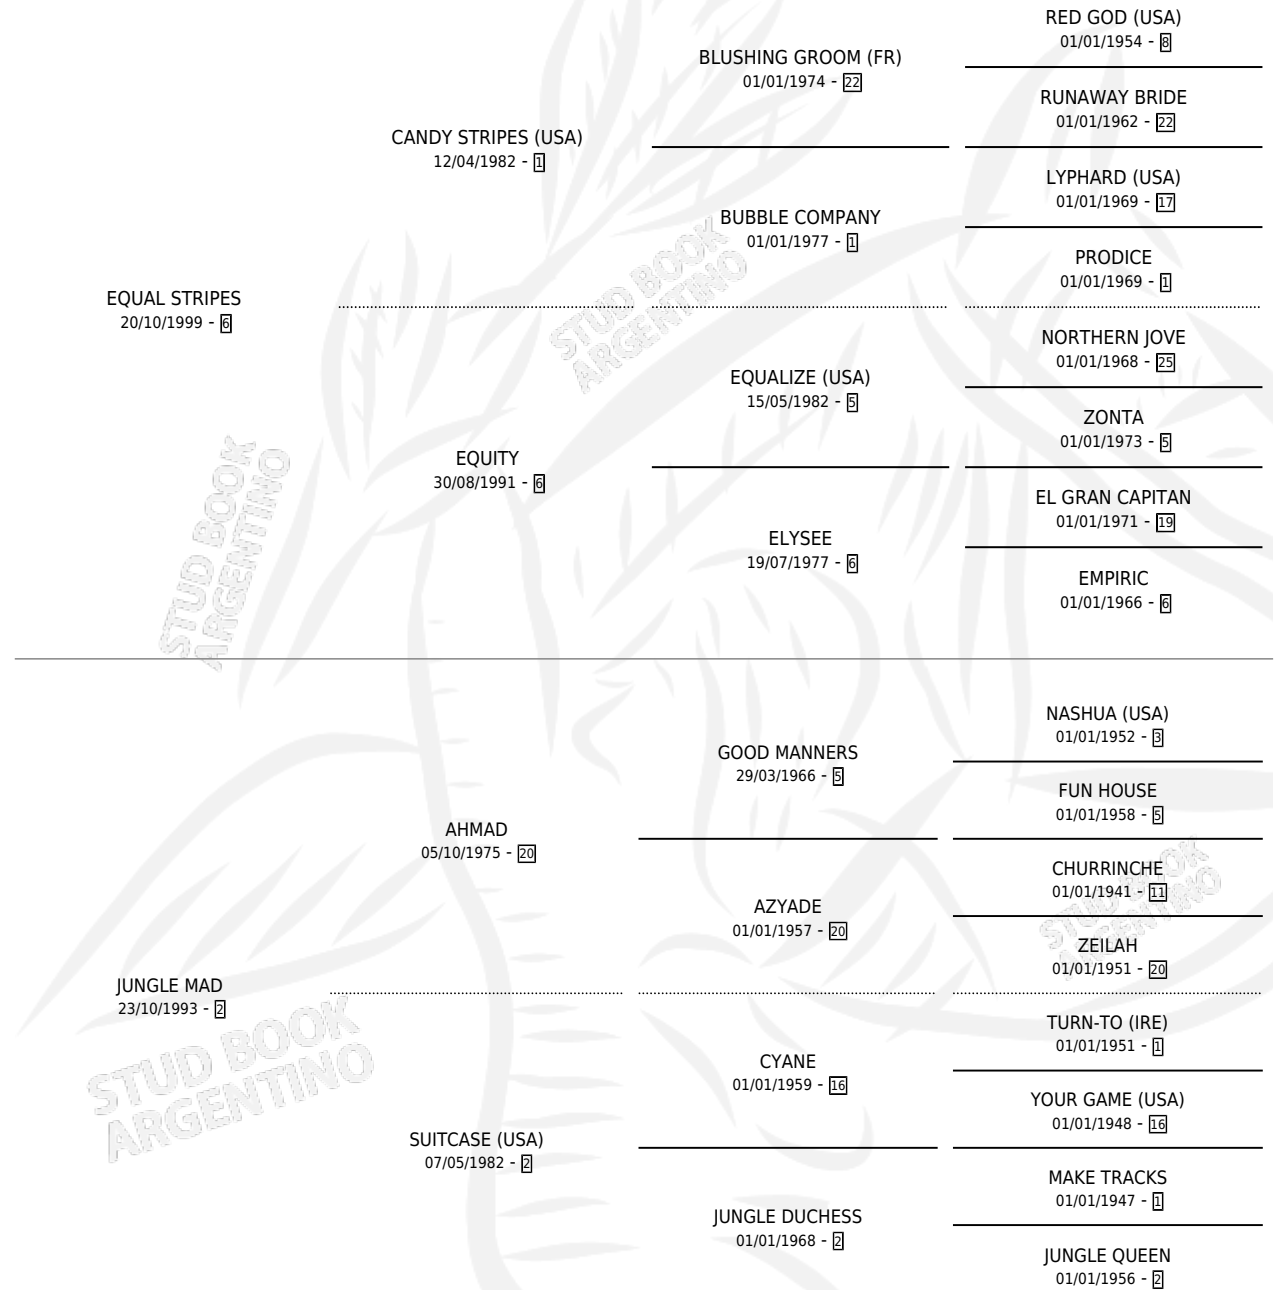 RED GOD (USA)
01/01/1954 - 8
BLUSHING GROOM (FR)
01/01/1974 - 22
RUNAWAY BRIDE
01/01/1962 - 22
CANDY STRIPES (USA)
12/04/1982 - 1
LYPHARD (USA)
01/01/1969 - 17
BUBBLE COMPANY
01/01/1977 - 1
PRODICE
01/01/1969 - 1
EQUAL STRIPES
20/10/1999 - 6
NORTHERN JOVE
01/01/1968 - 25
EQUALIZE (USA)
15/05/1982 - 5
ZONTA
01/01/1973 - 5
EQUITY
30/08/1991 - 6
EL GRAN CAPITAN
01/01/1971 - 19
ELYSEE
19/07/1977 - 6
EMPIRIC
01/01/1966 - 6
NASHUA (USA)
01/01/1952 - 3
GOOD MANNERS
29/03/1966 - 5
FUN HOUSE
01/01/1958 - 5
AHMAD
05/10/1975 - 20
CHURRINCHE
01/01/1941 - 11
AZYADE
01/01/1957 - 20
ZEILAH
01/01/1951 - 20
JUNGLE MAD
23/10/1993 - 2
TURN-TO (IRE)
01/01/1951 - 1
CYANE
01/01/1959 - 16
YOUR GAME (USA)
01/01/1948 - 16
SUITCASE (USA)
07/05/1982 - 2
MAKE TRACKS
01/01/1947 - 1
JUNGLE DUCHESS
01/01/1968 - 2
JUNGLE QUEEN
01/01/1956 - 2
STUD BOOK
ARGENTINO
STUD BOOK
ARGENTINO
STUD BOOK
ARGENTINO
STUD BOOK
ARGENTINO